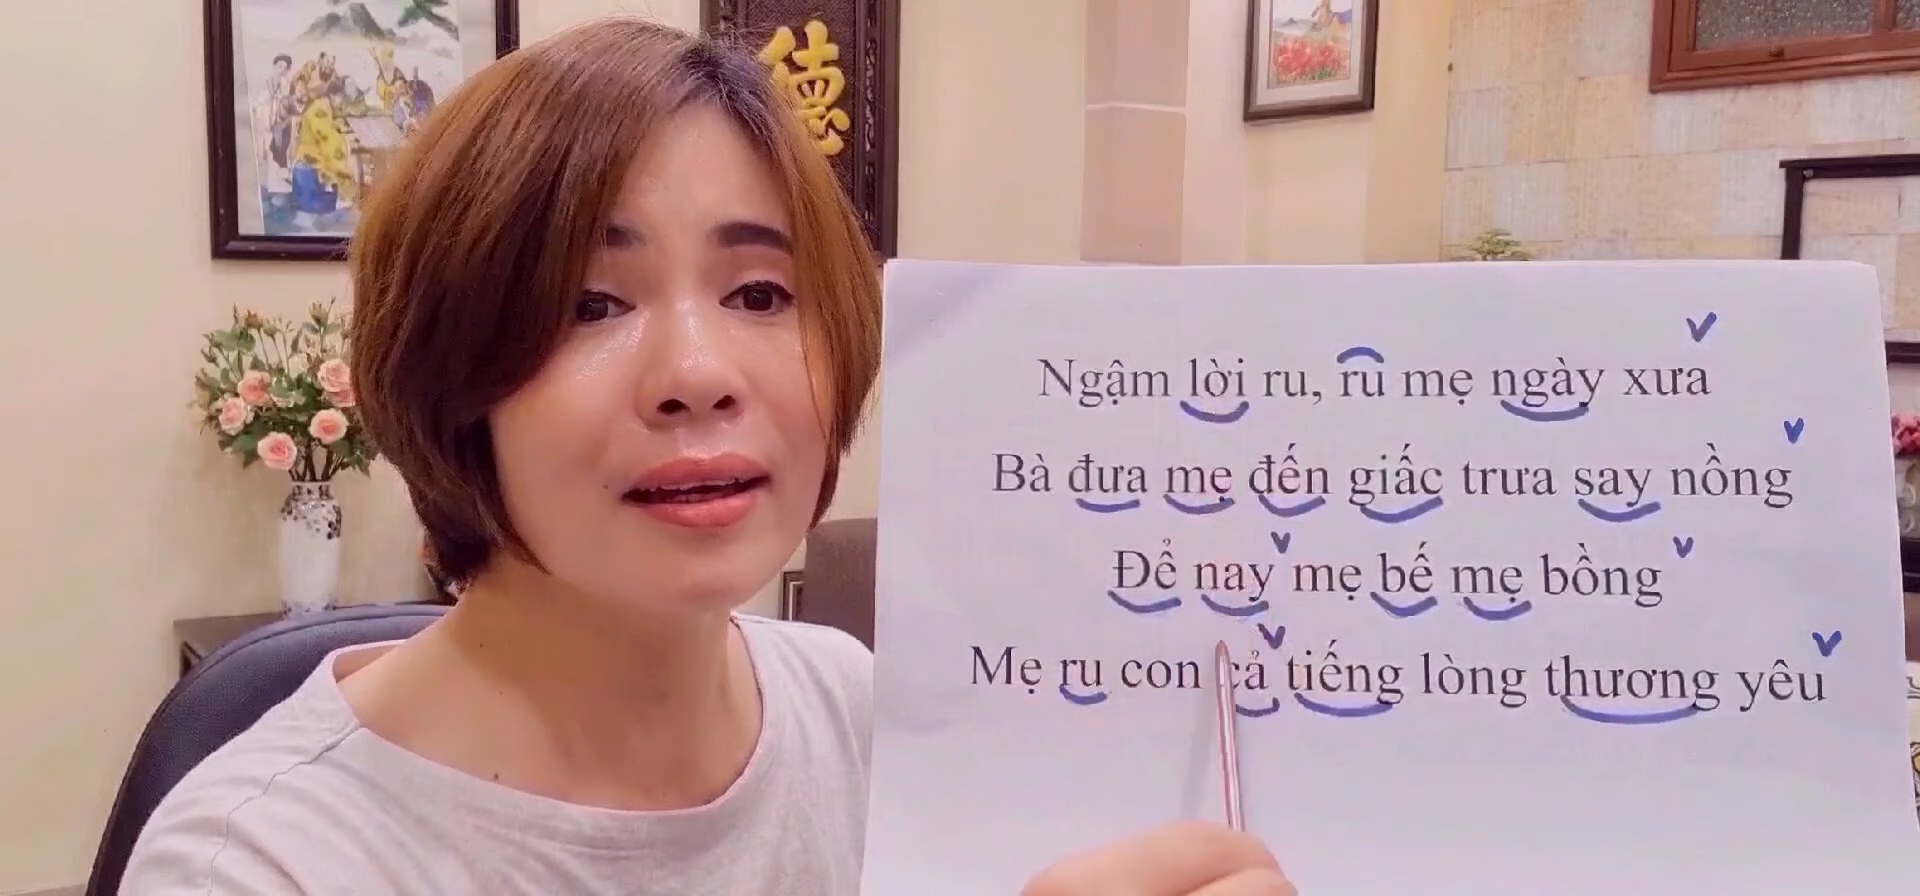 德
Ngậm lời ru, ru mẹ ngày xưa
Bà đưa mẹ đến giấc trưa say nồng
Để nay mẹ bế mẹ bồng
Mẹ ru con cả tiếng lòng thương yêu